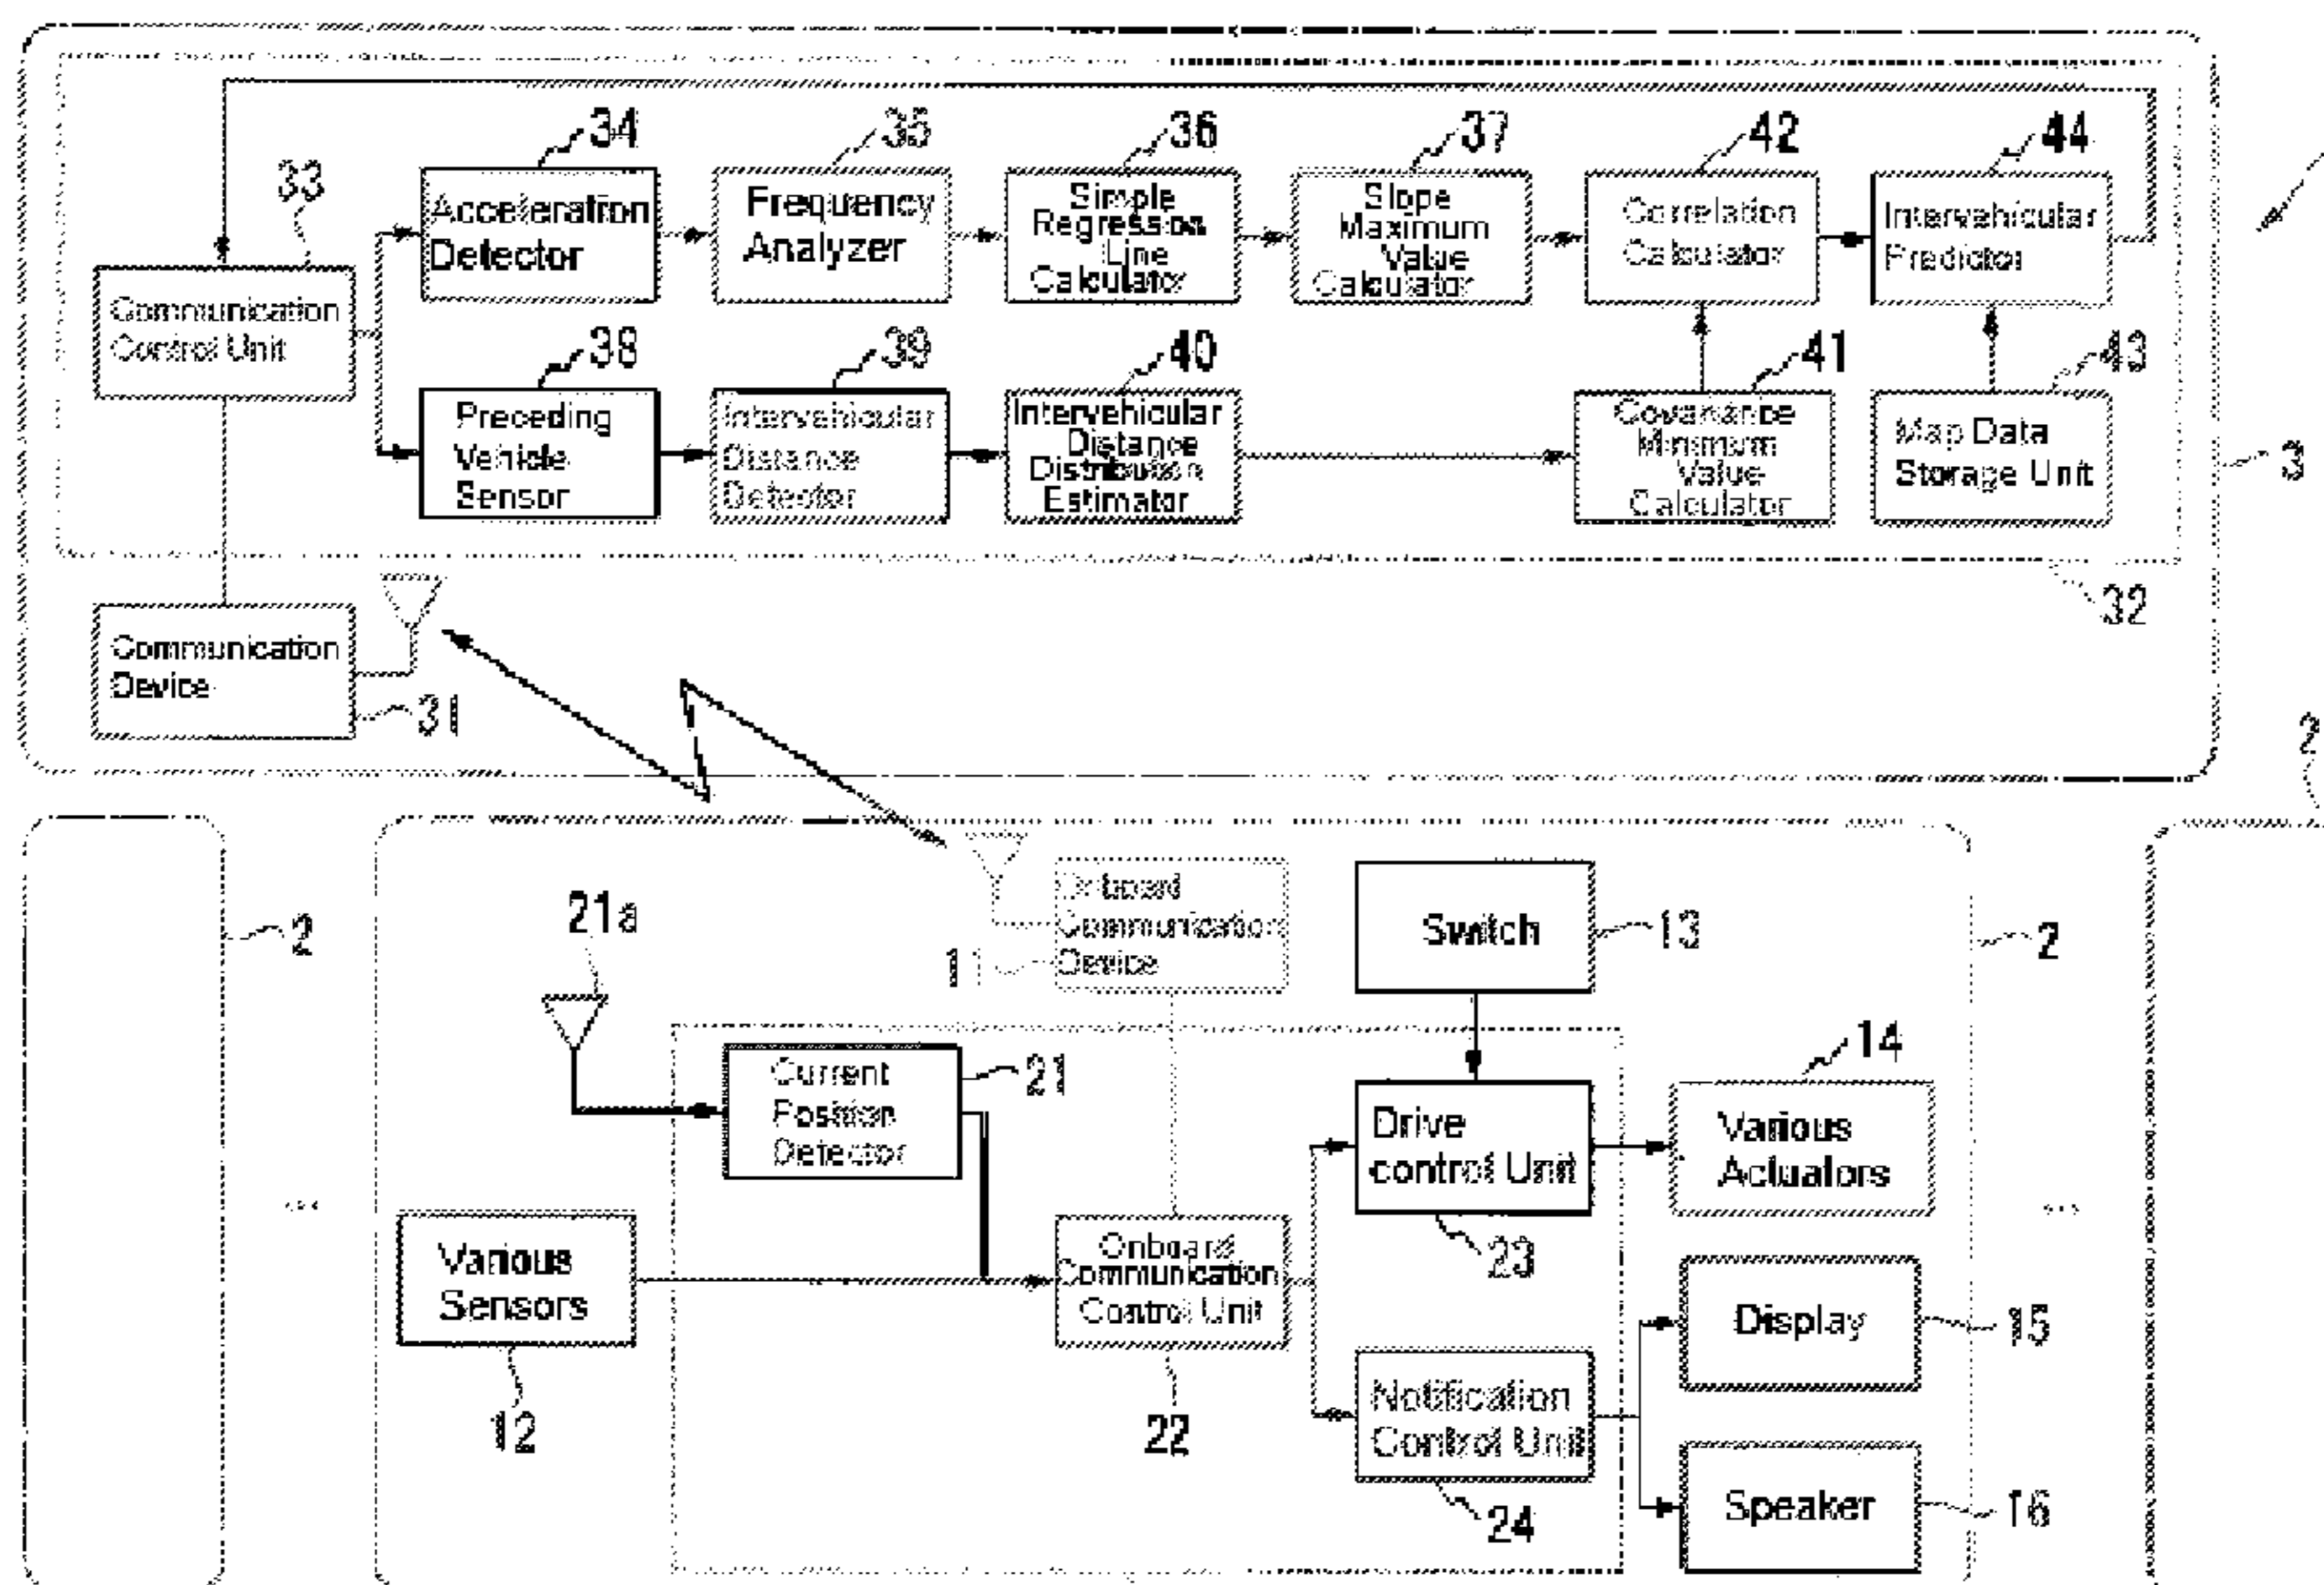 34
35
36
37
42
44
33
Acceleration
Detector
Frequency
Analyzer
Simple
Regression
Line
Calculator
Slope
Maximum
Value
Calculator
Correlation
Calculator
Intervehicular
Predictor
Communication
Control Unit
38
39
40
41
43
Preceding
Vehicle
Sensor
Intervehicular
Distance
Detector
Intervehicular
Distance
Distribution
Estimator
Covariance
Minimum
Value
Calculator
Map Data
Storage Unit
3
32
Communication
Device
31
2
21a
Onboard
Communication
Device
11
Switch
13
2
2
Current
Position
Detector
21
Drive
control Unit
23
14
Various
Actuators
...
...
Various
Sensors
12
Onboard
Communication
Control Unit
22
Display
15
Notification
Control Unit
24
Speaker
16